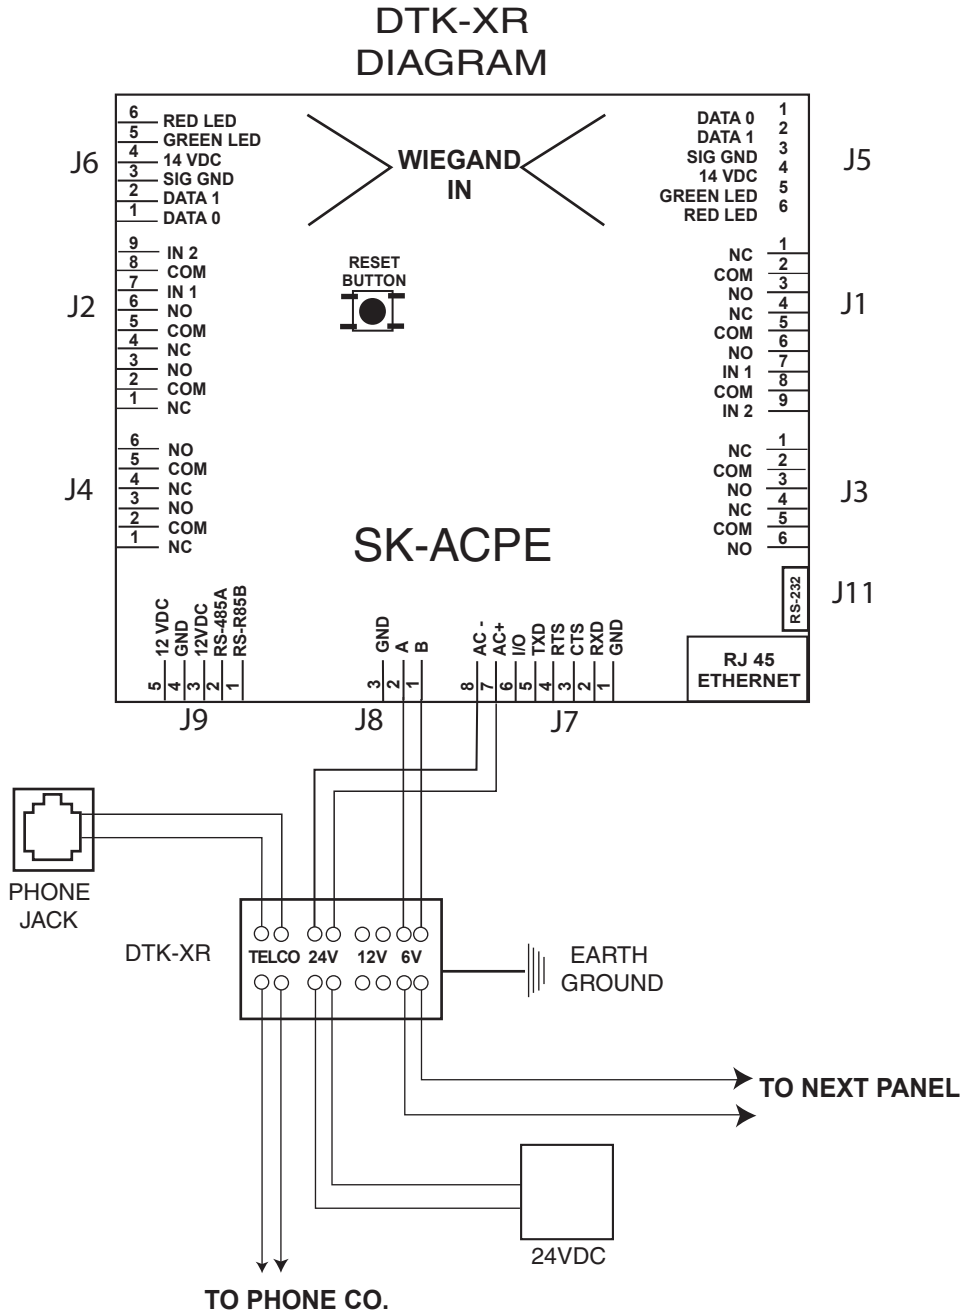 DTK-XR
DIAGRAM
J6
6 RED LED
5 GREEN LED
4 14 VDC
3 SIG GND
2 DATA 1
1 DATA 0
WIEGAND
IN
DATA 0 1
DATA 1 2
SIG GND 3
14 VDC 4
GREEN LED 5
RED LED 6
J5
J2
9 IN 2
8 COM
7 IN 1
6 NO
5 COM
4 NC
3 NO
2 COM
1 NC
RESET
BUTTON
NC 1
COM 2
NO 3
NC 4
COM 5
NO 6
IN 1 7
COM 8
IN 2 9
J1
J4
6 NO
5 COM
4 NC
3 NO
2 COM
1 NC
SK-ACPE
NC 1
COM 2
NO 3
NC 4
COM 5
NO 6
J3
RS-232
J11
RJ 45
ETHERNET
5 12 VDC
4 GND
3 12VDC
2 RS-485A
1 RS-R85B
J9
3 GND
2 A
1 B
J8
8 AC -
7 AC+
6 I/O
5 TXD
4 RTS
3 CTS
2 RXD
1 GND
J7
PHONE
JACK
DTK-XR
TELCO 24V 12V 6V
EARTH
GROUND
TO NEXT PANEL
24VDC
TO PHONE CO.